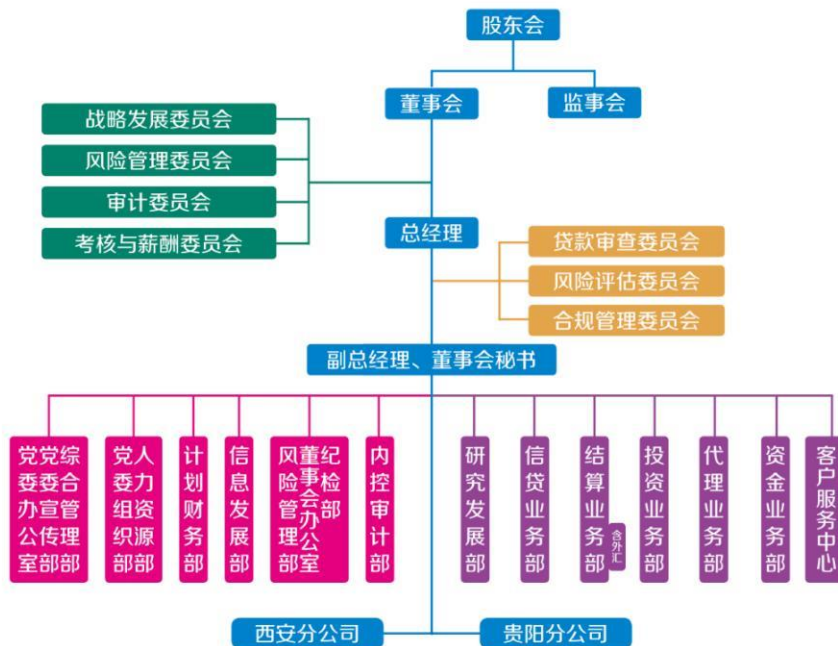 股东会
董事会
监事会
战略发展委员会
风险管理委员会
审计委员会
考核与薪酬委员会
总经理
贷款审查委员会
风险评估委员会
合规管理委员会
副总经理、董事会秘书
综合管理部
党委宣传部
党委办公室
人力资源部
党委组织部
计划财务部
信息发展部
纪检部
董事会办公室
风险管理部
内控审计部
研究发展部
信贷业务部
结算业务部
含外汇
投资业务部
代理业务部
资金业务部
客户服务中心
西安分公司
贵阳分公司